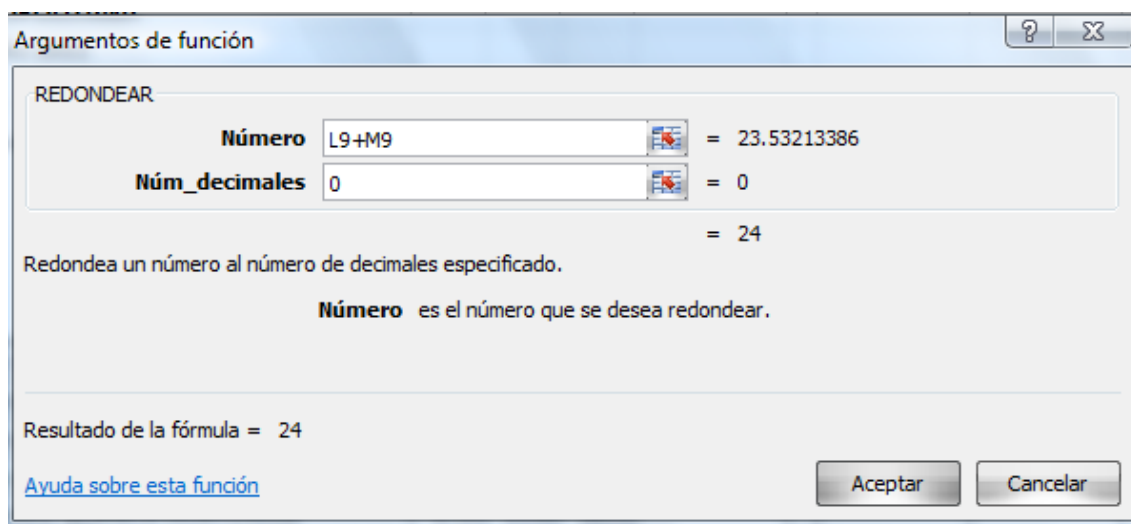 Argumentos de función
REDONDEAR
Número L9+M9 = 23.53213386
Núm_decimales 0 = 0
= 24
Redondea un número al número de decimales especificado.
Número es el número que se desea redondear.
Resultado de la fórmula = 24
Ayuda sobre esta función Aceptar Cancelar